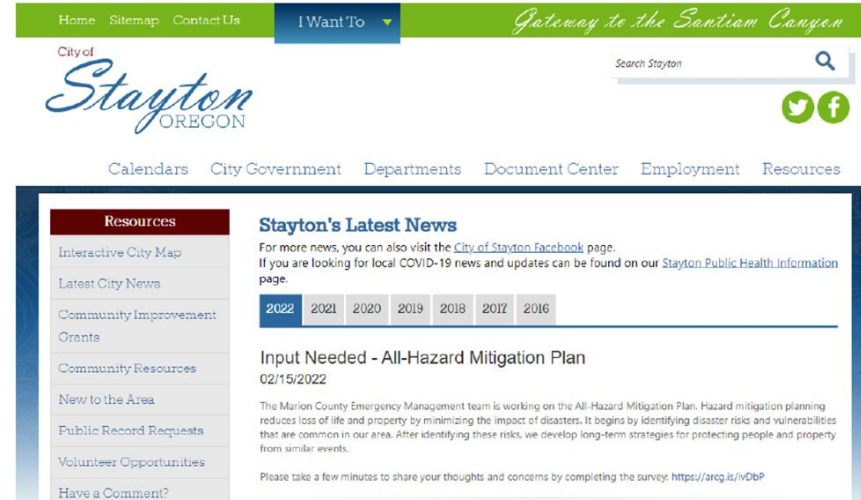 Home Sitemap Contact Us I Want To Gateway to the Santiam Canyon
City of
Stayton
OREGON
Search Stayton
Calendars City Government Departments Document Center Employment Resources
Resources
Interactive City Map
Latest City News
Community Improvement
Grants
Community Resources
New to the Area
Public Record Requests
Volunteer Opportunities
Have a Comment?
Stayton's Latest News
For more news, you can also visit the City of Stayton Facebook page.
If you are looking for local COVID-19 news and updates can be found on our Stayton Public Health Information
page.
2022 2021 2020 2019 2018 2017 2016
Input Needed - All-Hazard Mitigation Plan
02/15/2022
The Marion County Emergency Management team is working on the All-Hazard Mitigation Plan. Hazard mitigation planning
reduces loss of life and property by minimizing the impact of disasters. It begins by identifying disaster risks and vulnerabilities
that are common in our area. After identifying these risks, we develop long-term strategies for protecting people and property
from similar events.
Please take a few minutes to share your thoughts and concerns by completing the survey: https://arcg.is/ivDbP